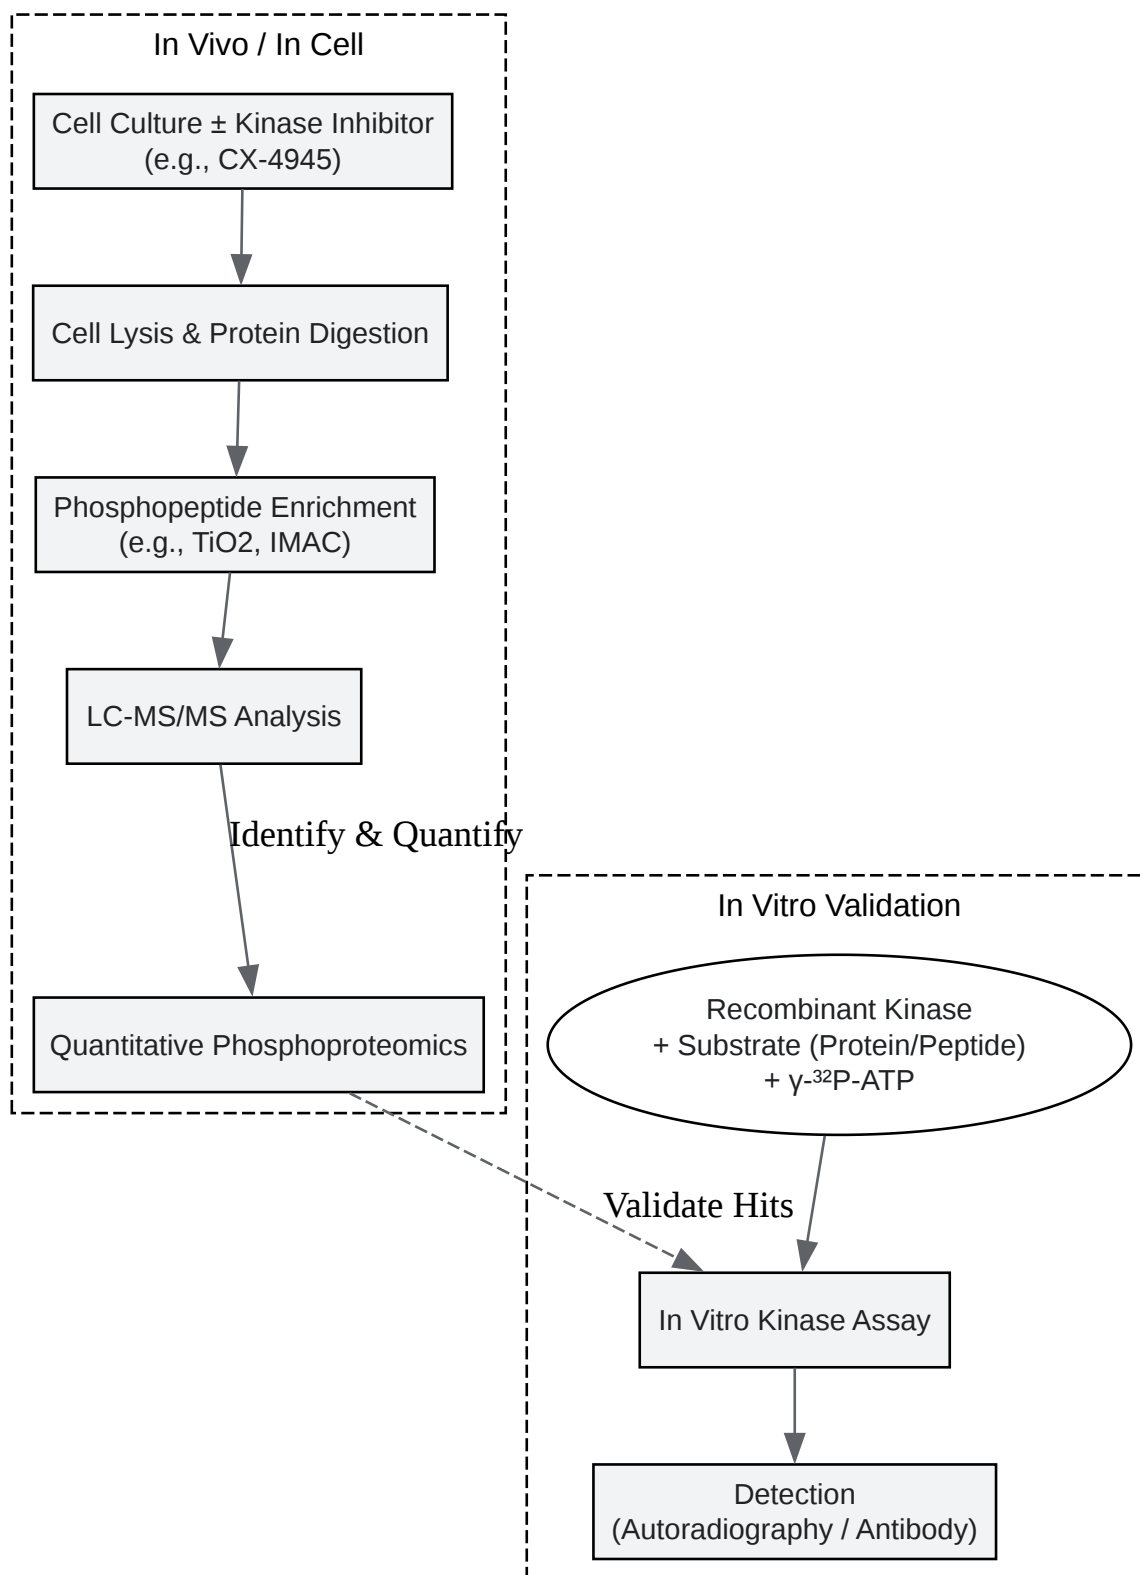 In Vivo / In Cell
Cell Culture ± Kinase Inhibitor
(e.g., CX-4945)
Cell Lysis & Protein Digestion
Phosphopeptide Enrichment
(e.g., TiO2, IMAC)
LC-MS/MS Analysis
Identify & Quantify
Quantitative Phosphoproteomics
In Vitro Validation
Recombinant Kinase
+ Substrate (Protein/Peptide)
+ γ-³²P-ATP
Validate Hits
In Vitro Kinase Assay
Detection
(Autoradiography / Antibody)